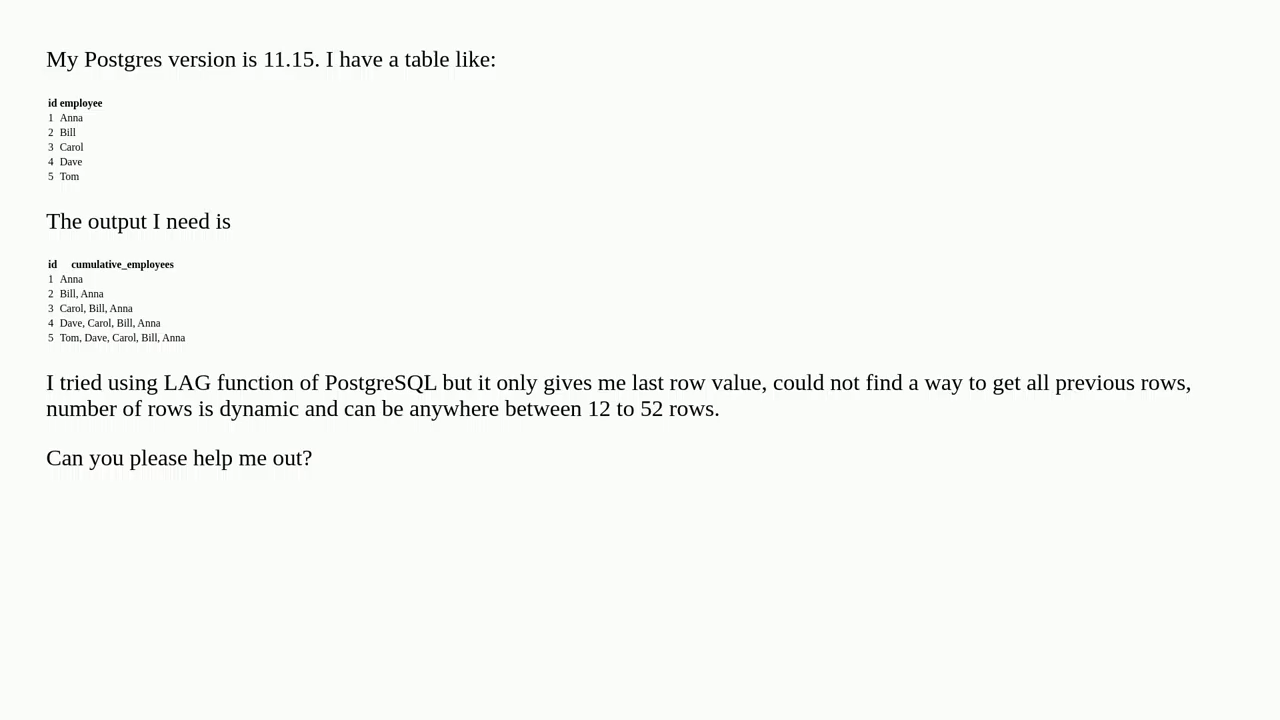 My Postgres version is 11.15. I have a table like:
id employee
1 Anna
2 Bill
3 Carol
4 Dave
5 Tom
The output I need is
id cumulative_employees
1 Anna
2 Bill, Anna
3 Carol, Bill, Anna
4 Dave, Carol, Bill, Anna
5 Tom, Dave, Carol, Bill, Anna
I tried using LAG function of PostgreSQL but it only gives me last row value, could not find a way to get all previous rows,
number of rows is dynamic and can be anywhere between 12 to 52 rows.
Can you please help me out?